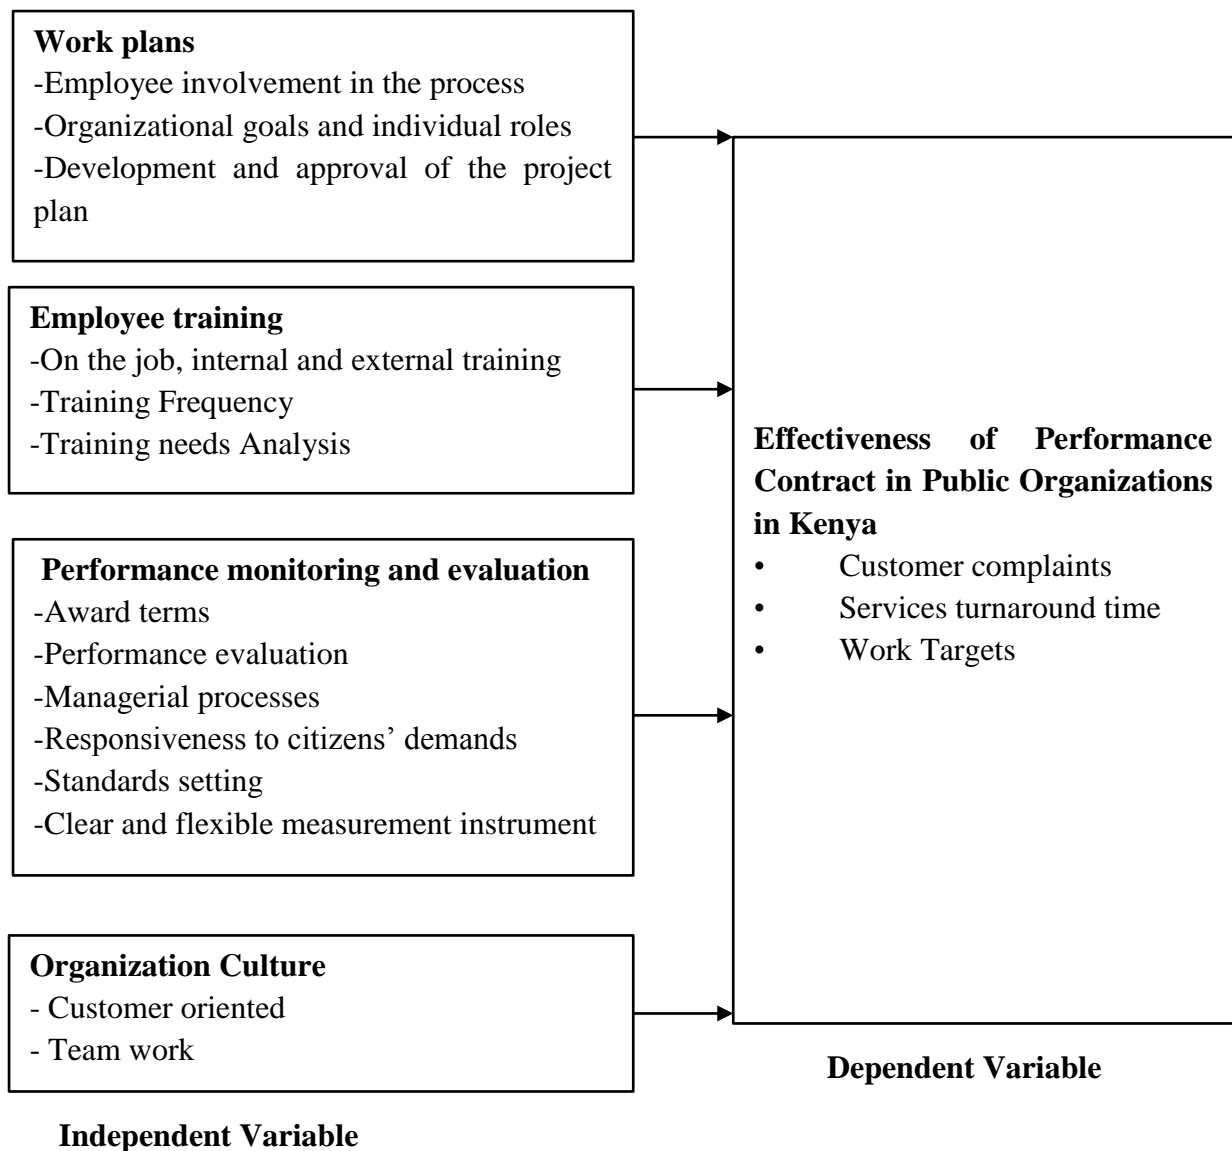 Work plans
-Employee involvement in the process
-Organizational goals and individual roles
-Development and approval of the project
plan
Employee training
-On the job, internal and external training
-Training Frequency
-Training needs Analysis
Performance monitoring and evaluation
-Award terms
-Performance evaluation
-Managerial processes
-Responsiveness to citizens’ demands
-Standards setting
-Clear and flexible measurement instrument
Organization Culture
- Customer oriented
- Team work
Independent Variable
Effectiveness of Performance
Contract in Public Organizations
in Kenya
• Customer complaints
• Services turnaround time
• Work Targets
Dependent Variable